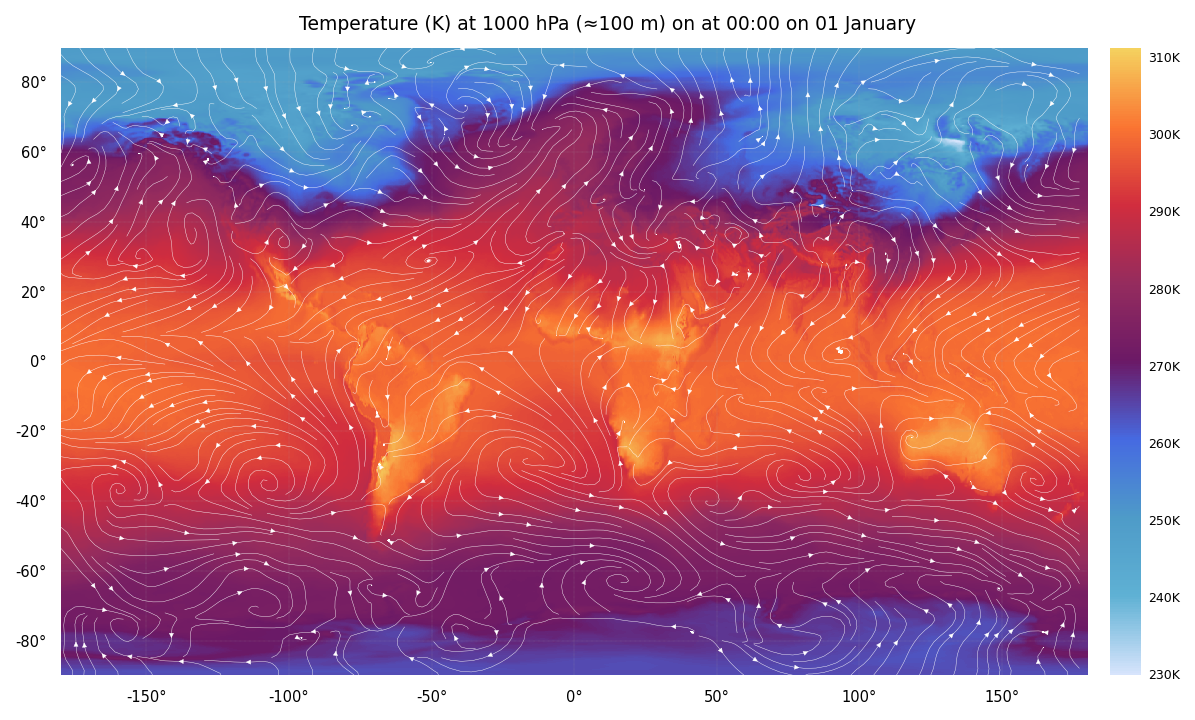 Temperature (K) at 1000 hPa (≈100 m) on at 00:00 on 01 January
80°
60°
40°
20°
0°
-20°
-40°
-60°
-80°
-150°
-100°
-50°
0°
50°
100°
150°
310K
300K
290K
280K
270K
260K
250K
240K
230K